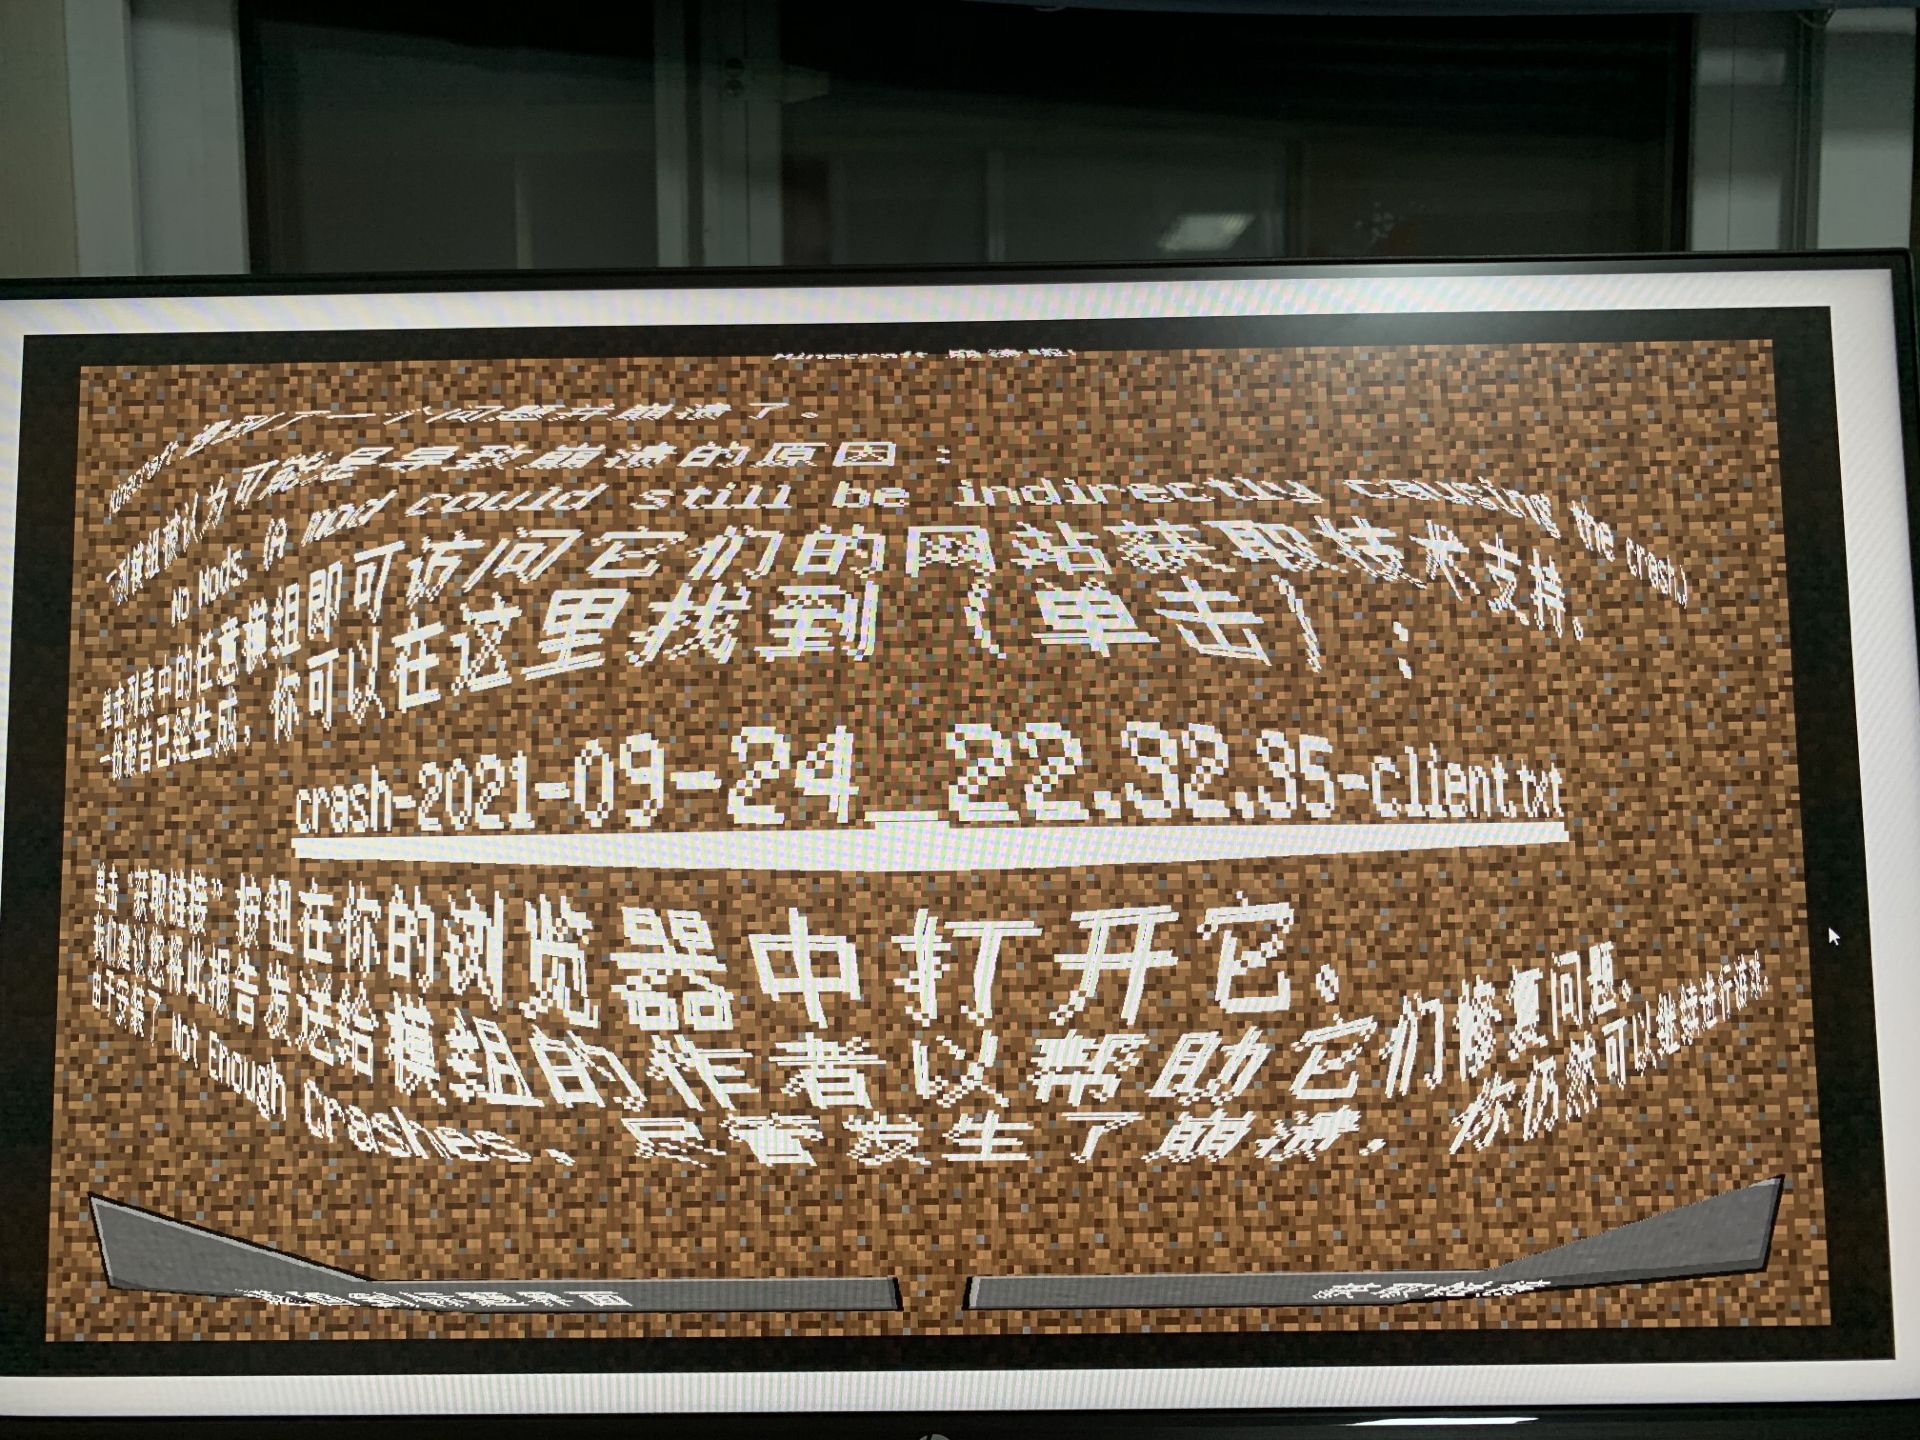 Minecraft 崩溃啦!
Minecraft 遇到了一个问题并崩溃了。
下列模组被认为可能是导致崩溃的原因:
No Mods. (A mod could still be indirectly causing the crash.)
单击列表中的任意模组即可访问它们的网站获取技术支持。
一份报告已经生成,你可以在这里找到(单击):
crash-2021-09-24_22.32.35-client.txt
单击“获取链接”按钮在你的浏览器中打开它。
我们建议您将此报告发送给模组的作者以帮助它们修复问题。
由于安装了 Not Enough Crashes,尽管发生了崩溃,你仍然可以继续进行游戏。
获取链接